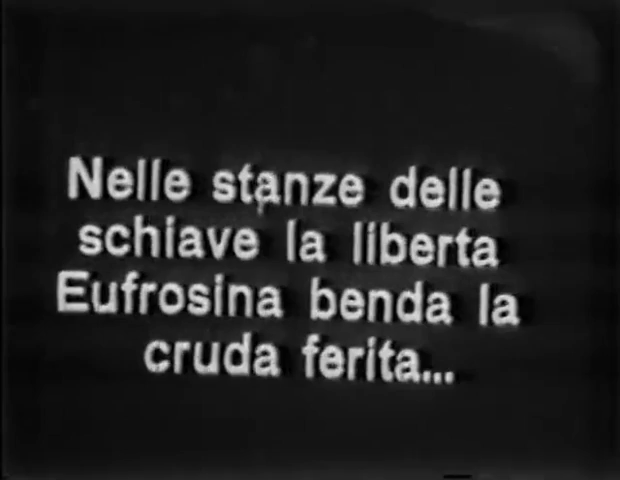 Nelle stanze delle
schiave la liberta
Eufrosina benda la
cruda ferita...